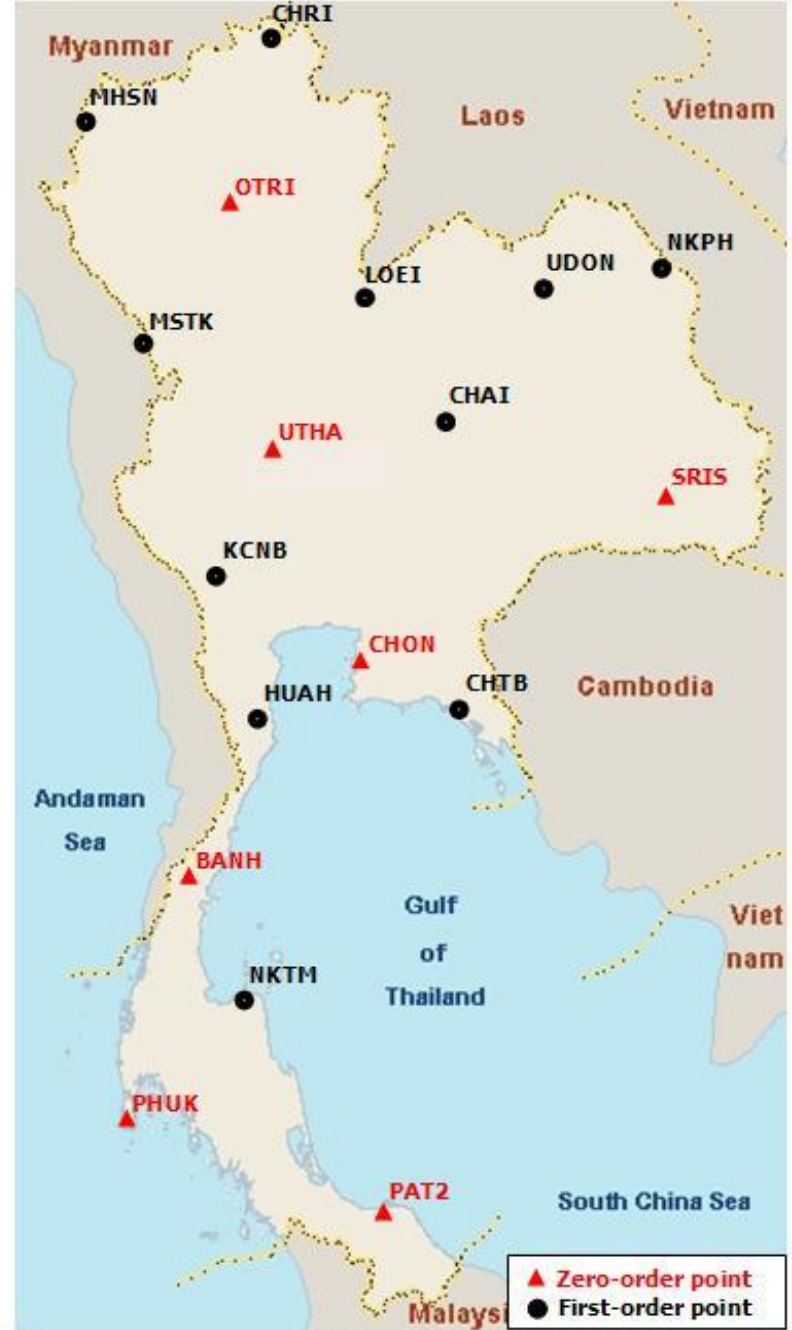 CHRI
Myanmar
MHSN
Laos
Vietnam
OTRI
NKPH
UDON
LOEI
MSTK
CHAI
UTHA
SRIS
KCNB
CHON
CHTB
HUAH
Cambodia
Andaman
Sea
BANH
Gulf
of
Thailand
Viet
nam
NKTM
PHUK
PAT2
South China Sea
Zero-order point
First-order point
Malaysi